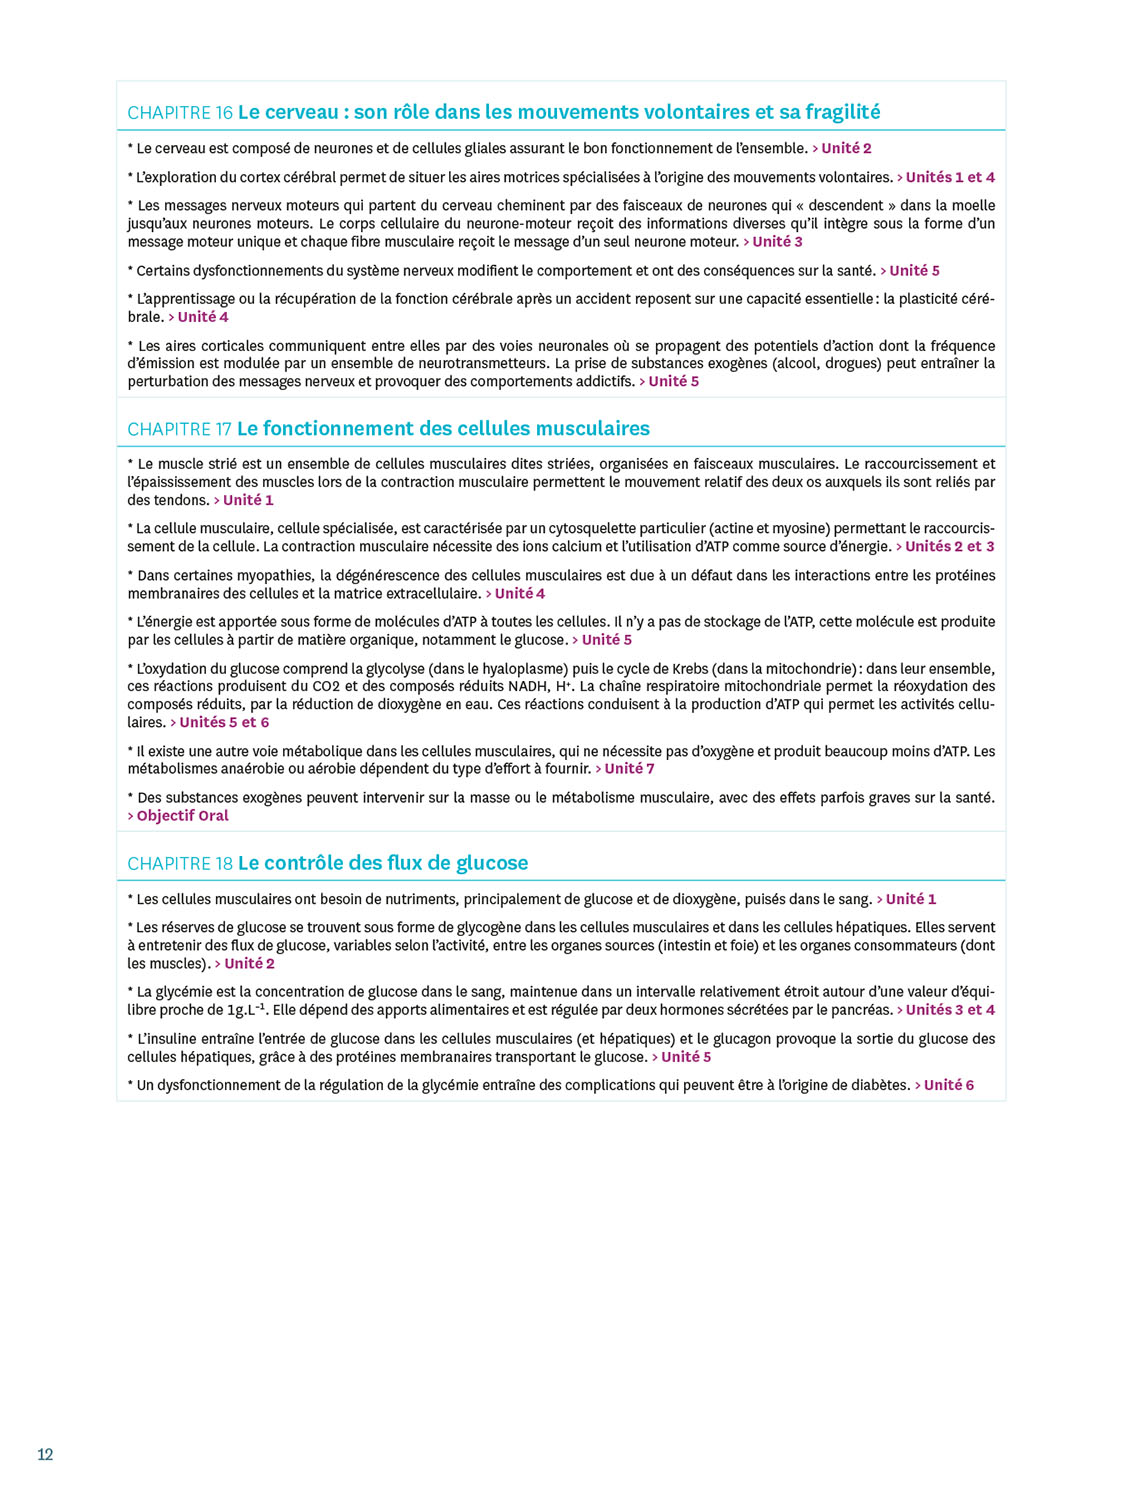 CHAPITRE 16 Le cerveau : son rôle dans les mouvements volontaires et sa fragilité
* Le cerveau est composé de neurones et de cellules gliales assurant le bon fonctionnement de l’ensemble. > Unité 2
* L’exploration du cortex cérébral permet de situer les aires motrices spécialisées à l’origine des mouvements volontaires. > Unités 1 et 4
* Les messages nerveux moteurs qui partent du cerveau cheminent par des faisceaux de neurones qui « descendent » dans la moelle
jusqu’aux neurones moteurs. Le corps cellulaire du neurone-moteur reçoit des informations diverses qu’il intègre sous la forme d’un
message moteur unique et chaque fibre musculaire reçoit le message d’un seul neurone moteur. > Unité 3
* Certains dysfonctionnements du système nerveux modifient le comportement et ont des conséquences sur la santé. > Unité 5
* L’apprentissage ou la récupération de la fonction cérébrale après un accident reposent sur une capacité essentielle : la plasticité céré-
brale. > Unité 4
* Les aires corticales communiquent entre elles par des voies neuronales où se propagent des potentiels d’action dont la fréquence
d’émission est modulée par un ensemble de neurotransmetteurs. La prise de substances exogènes (alcool, drogues) peut entraîner la
perturbation des messages nerveux et provoquer des comportements addictifs. > Unité 5
CHAPITRE 17 Le fonctionnement des cellules musculaires
* Le muscle strié est un ensemble de cellules musculaires dites striées, organisées en faisceaux musculaires. Le raccourcissement et
l’épaississement des muscles lors de la contraction musculaire permettent le mouvement relatif des deux os auxquels ils sont reliés par
des tendons. > Unité 1
* La cellule musculaire, cellule spécialisée, est caractérisée par un cytosquelette particulier (actine et myosine) permettant le raccourcis-
sement de la cellule. La contraction musculaire nécessite des ions calcium et l’utilisation d’ATP comme source d’énergie. > Unités 2 et 3
* Dans certaines myopathies, la dégénérescence des cellules musculaires est due à un défaut dans les interactions entre les protéines
membranaires des cellules et la matrice extracellulaire. > Unité 4
* L’énergie est apportée sous forme de molécules d’ATP à toutes les cellules. Il n’y a pas de stockage de l’ATP, cette molécule est produite
par les cellules à partir de matière organique, notamment le glucose. > Unité 5
* L’oxydation du glucose comprend la glycolyse (dans le hyaloplasme) puis le cycle de Krebs (dans la mitochondrie) : dans leur ensemble,
ces réactions produisent du CO2 et des composés réduits NADH, H⁺. La chaîne respiratoire mitochondriale permet la réoxydation des
composés réduits, par la réduction de dioxygène en eau. Ces réactions conduisent à la production d’ATP qui permet les activités cellu-
laires. > Unités 5 et 6
* Il existe une autre voie métabolique dans les cellules musculaires, qui ne nécessite pas d’oxygène et produit beaucoup moins d’ATP. Les
métabolismes anaérobie ou aérobie dépendent du type d’effort à fournir. > Unité 7
* Des substances exogènes peuvent intervenir sur la masse ou le métabolisme musculaire, avec des effets parfois graves sur la santé.
> Objectif Oral
CHAPITRE 18 Le contrôle des flux de glucose
* Les cellules musculaires ont besoin de nutriments, principalement de glucose et de dioxygène, puisés dans le sang. > Unité 1
* Les réserves de glucose se trouvent sous forme de glycogène dans les cellules musculaires et dans les cellules hépatiques. Elles servent
à entretenir des flux de glucose, variables selon l’activité, entre les organes sources (intestin et foie) et les organes consommateurs (dont
les muscles). > Unité 2
* La glycémie est la concentration de glucose dans le sang, maintenue dans un intervalle relativement étroit autour d’une valeur d’équi-
libre proche de 1g.L⁻¹. Elle dépend des apports alimentaires et est régulée par deux hormones sécrétées par le pancréas. > Unités 3 et 4
* L’insuline entraîne l’entrée de glucose dans les cellules musculaires (et hépatiques) et le glucagon provoque la sortie du glucose des
cellules hépatiques, grâce à des protéines membranaires transportant le glucose. > Unité 5
* Un dysfonctionnement de la régulation de la glycémie entraîne des complications qui peuvent être à l’origine de diabètes. > Unité 6
12